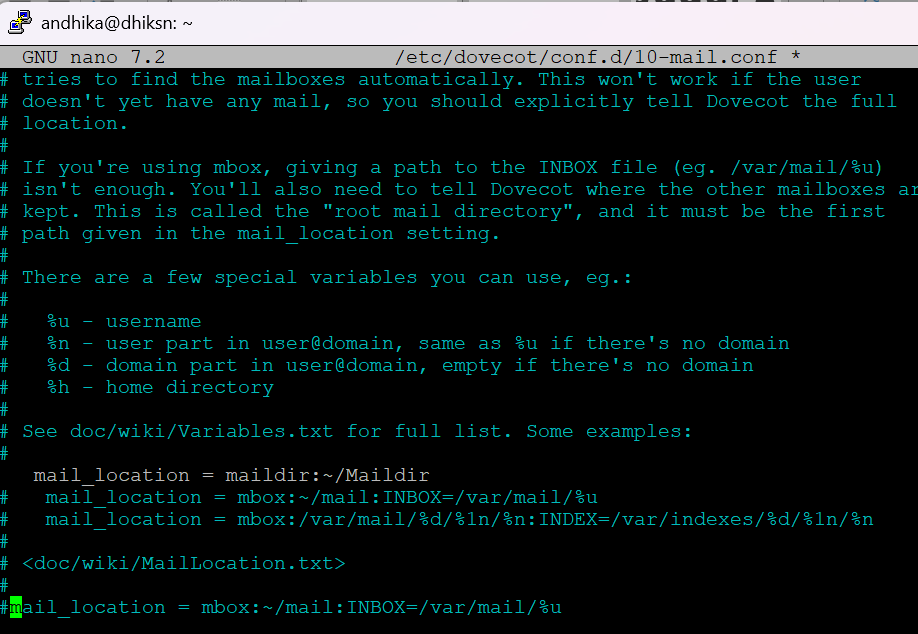 andhika@dhiksn: ~
GNU nano 7.2 /etc/dovecot/conf.d/10-mail.conf *
# tries to find the mailboxes automatically. This won't work if the user
# doesn't yet have any mail, so you should explicitly tell Dovecot the full
# location.
#
# If you're using mbox, giving a path to the INBOX file (eg. /var/mail/%u)
# isn't enough. You'll also need to tell Dovecot where the other mailboxes ar
# kept. This is called the "root mail directory", and it must be the first
# path given in the mail_location setting.
#
# There are a few special variables you can use, eg.:
#
#   %u - username
#   %n - user part in user@domain, same as %u if there's no domain
#   %d - domain part in user@domain, empty if there's no domain
#   %h - home directory
#
# See doc/wiki/Variables.txt for full list. Some examples:
#
   mail_location = maildir:~/Maildir
#   mail_location = mbox:~/mail:INBOX=/var/mail/%u
#   mail_location = mbox:/var/mail/%d/%1n/%n:INDEX=/var/indexes/%d/%1n/%n
#
# <doc/wiki/MailLocation.txt>
#
#mail_location = mbox:~/mail:INBOX=/var/mail/%u